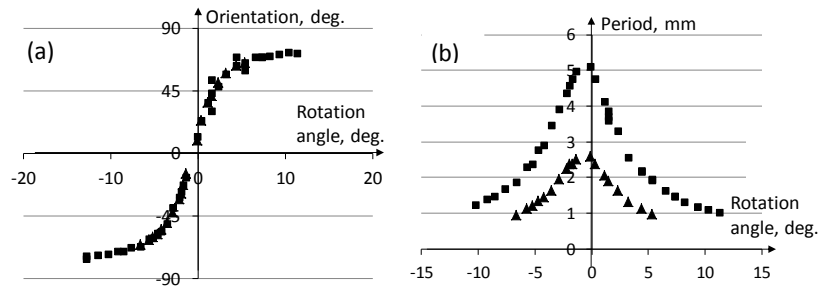 (a)
Orientation, deg.
90
45
0
-45
-90
Rotation
angle, deg.
-20 -10 0 10 20
(b)
Period, mm
6
5
4
3
2
1
0
Rotation
angle, deg.
-15 -10 -5 0 5 10 15